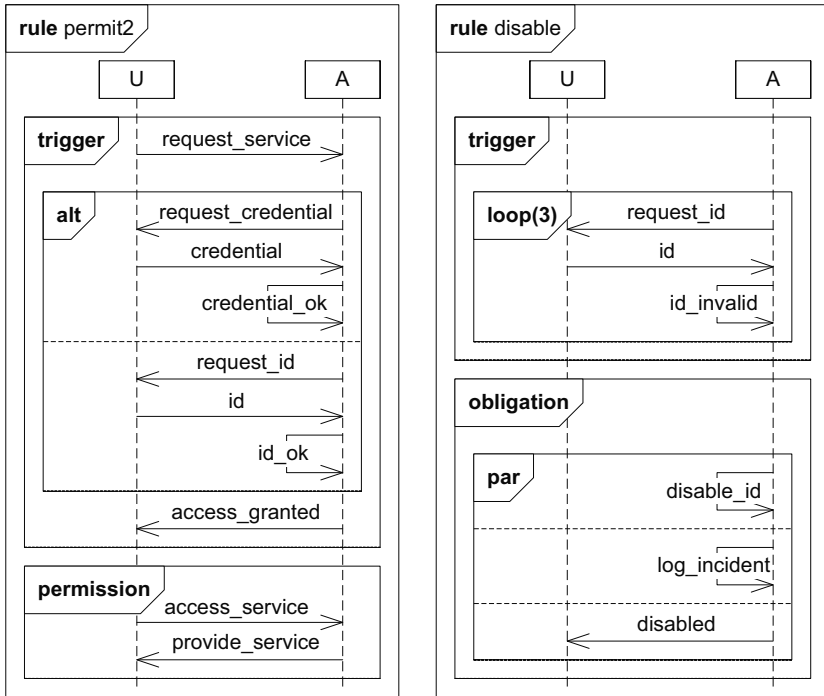 rule permit2
U
A
trigger
request_service
alt
request_credential
credential
credential_ok
request_id
id
id_ok
access_granted
permission
access_service
provide_service
rule disable
U
A
trigger
loop(3)
request_id
id
id_invalid
obligation
par
disable_id
log_incident
disabled